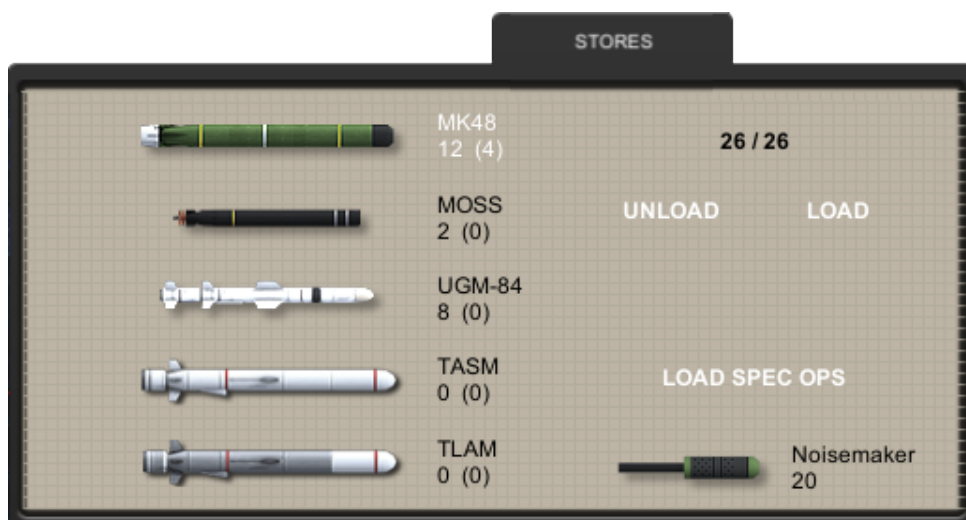 STORES
MK48
12 (4)
26 / 26
MOSS
2 (0)
UNLOAD
LOAD
UGM-84
8 (0)
TASM
0 (0)
LOAD SPEC OPS
TLAM
0 (0)
Noisemaker
20